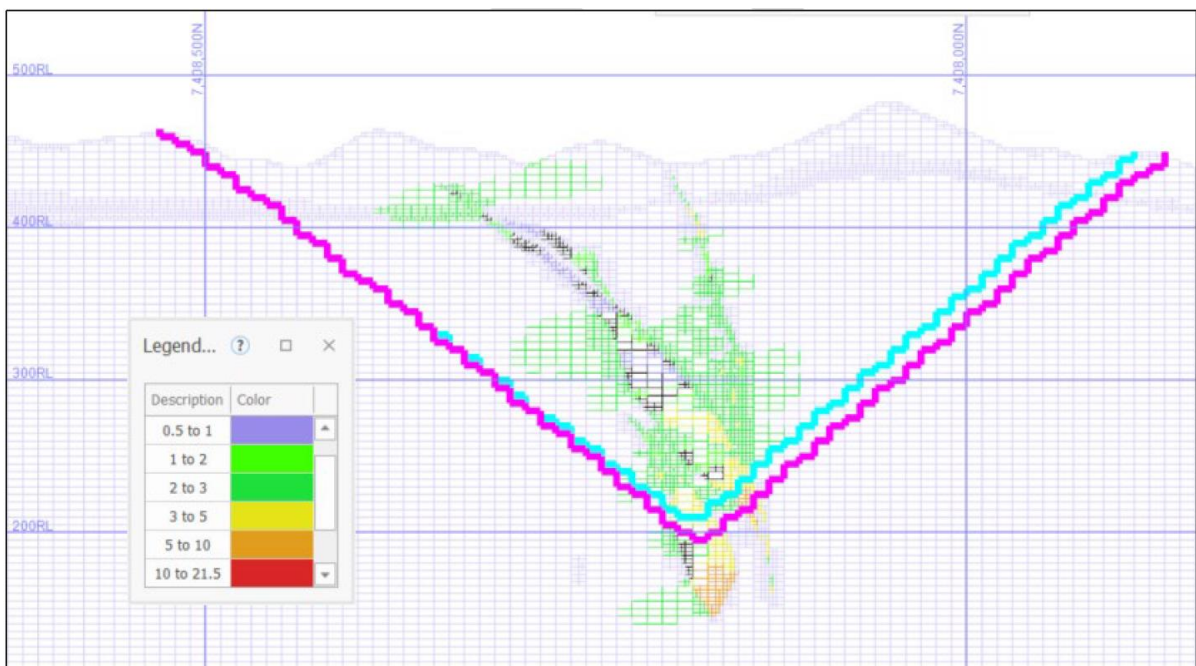 7,408,500N
7,408,000N
500RL
400RL
300RL
200RL
Legend... ?
Description Color
0.5 to 1
1 to 2
2 to 3
3 to 5
5 to 10
10 to 21.5